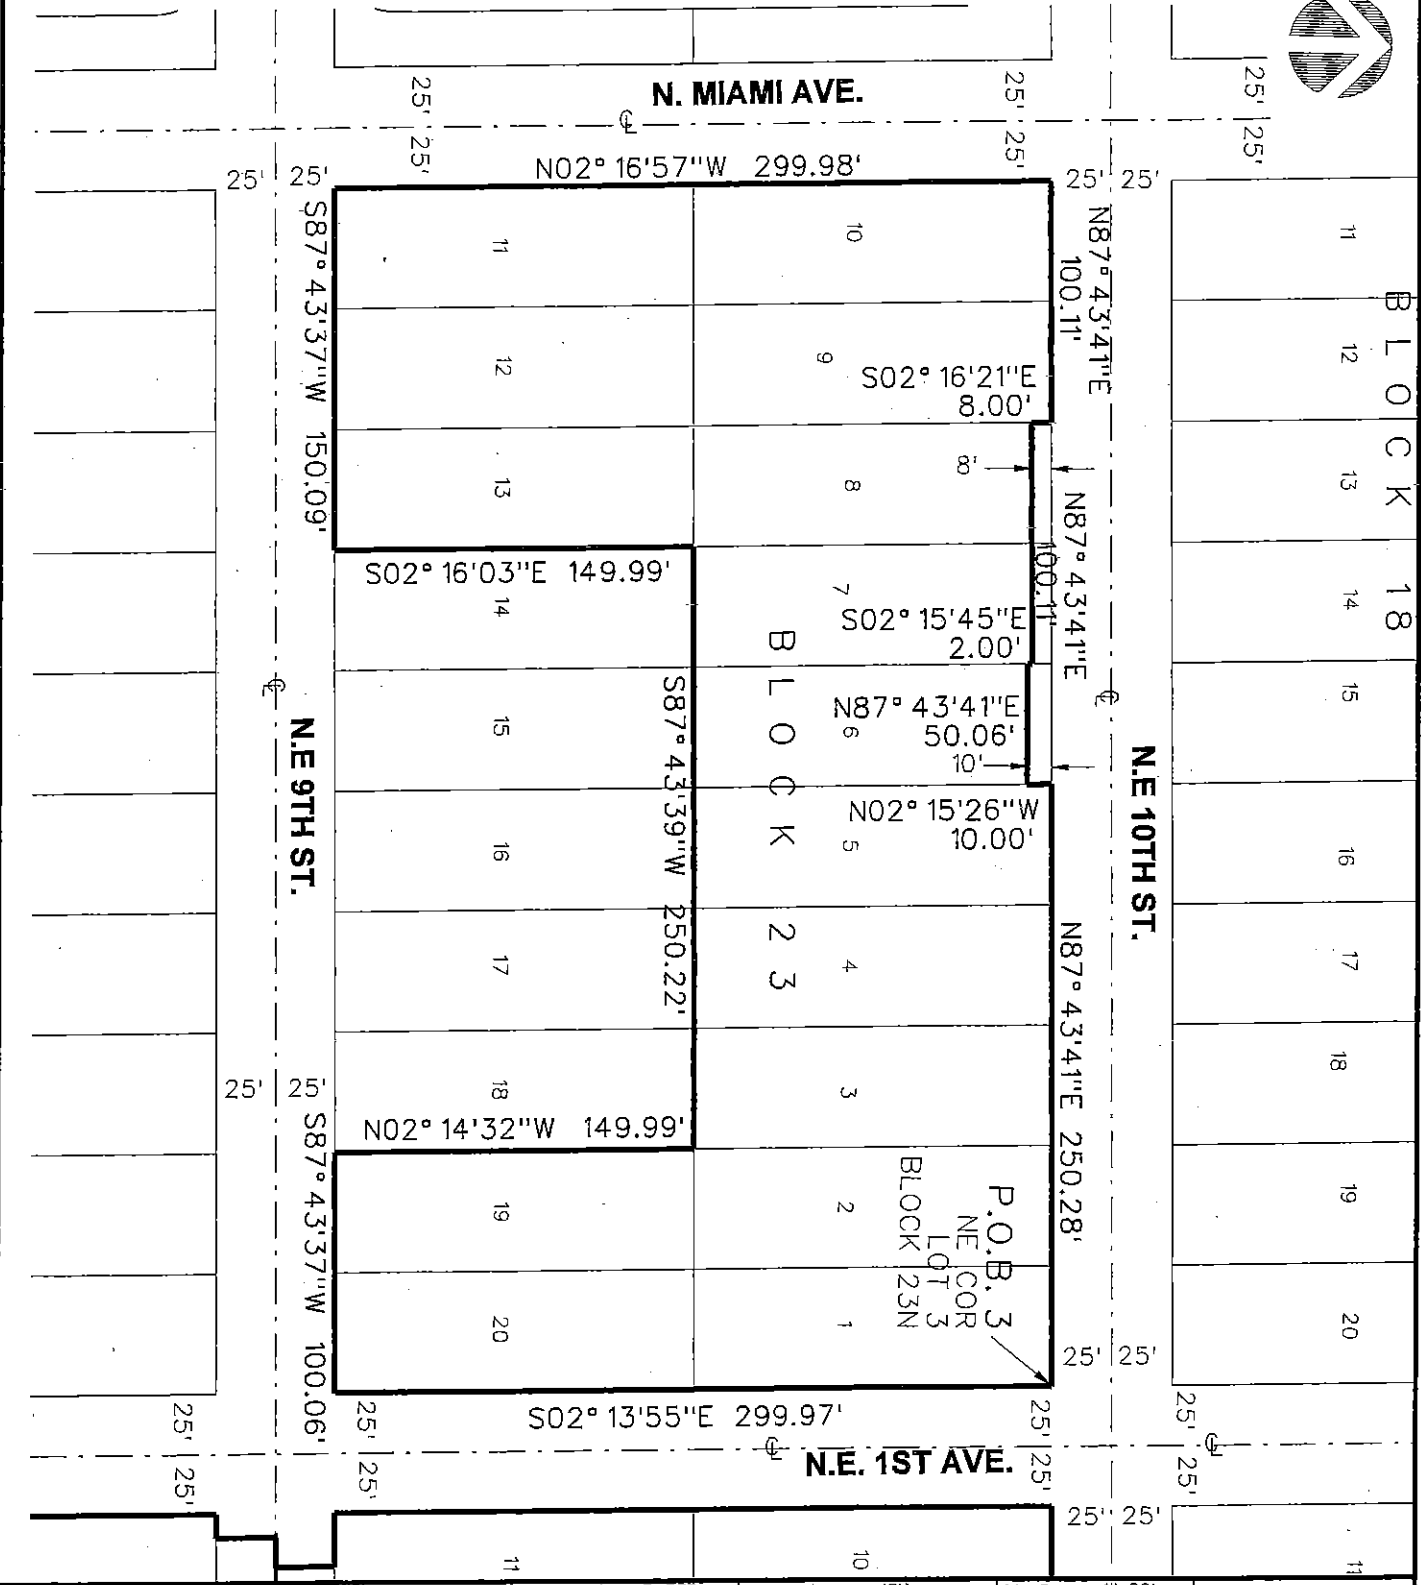 25'
25'
25'
N. MIAMI AVE.
25'
25'
25'
N02°16'57"W 299.98'
25'
25'
25'
25'
S87°43'37"W 150.09'
11
10
N87°43'41"E
100.11'
11
12
9
12
S02°16'21"E
8.00'
BLOCK 18
13
8
8'
13
N87°43'41"E
100.11'
S02°16'03"E 149.99'
14
7
14
S02°15'45"E
2.00'
BLOCK 23
S87°43'39"W 250.22'
15
6
15
N87°43'41"E
50.06'
10'
N.E 9TH ST.
N.E 10TH ST.
N02°15'26"W
10.00'
16
5
16
17
4
17
N87°43'41"E 250.28'
25'
25'
18
3
18
N02°14'32"W 149.99'
S87°43'37"W 100.06'
19
2
19
P.O.B. 3
NE COR
LOT 3
BLOCK 23N
20
1
20
25'
25'
S02°13'55"E 299.97'
25'
25'
25'
25'
N.E. 1ST AVE.
25'
25'
25'
25'
25'
25'
11
10
11